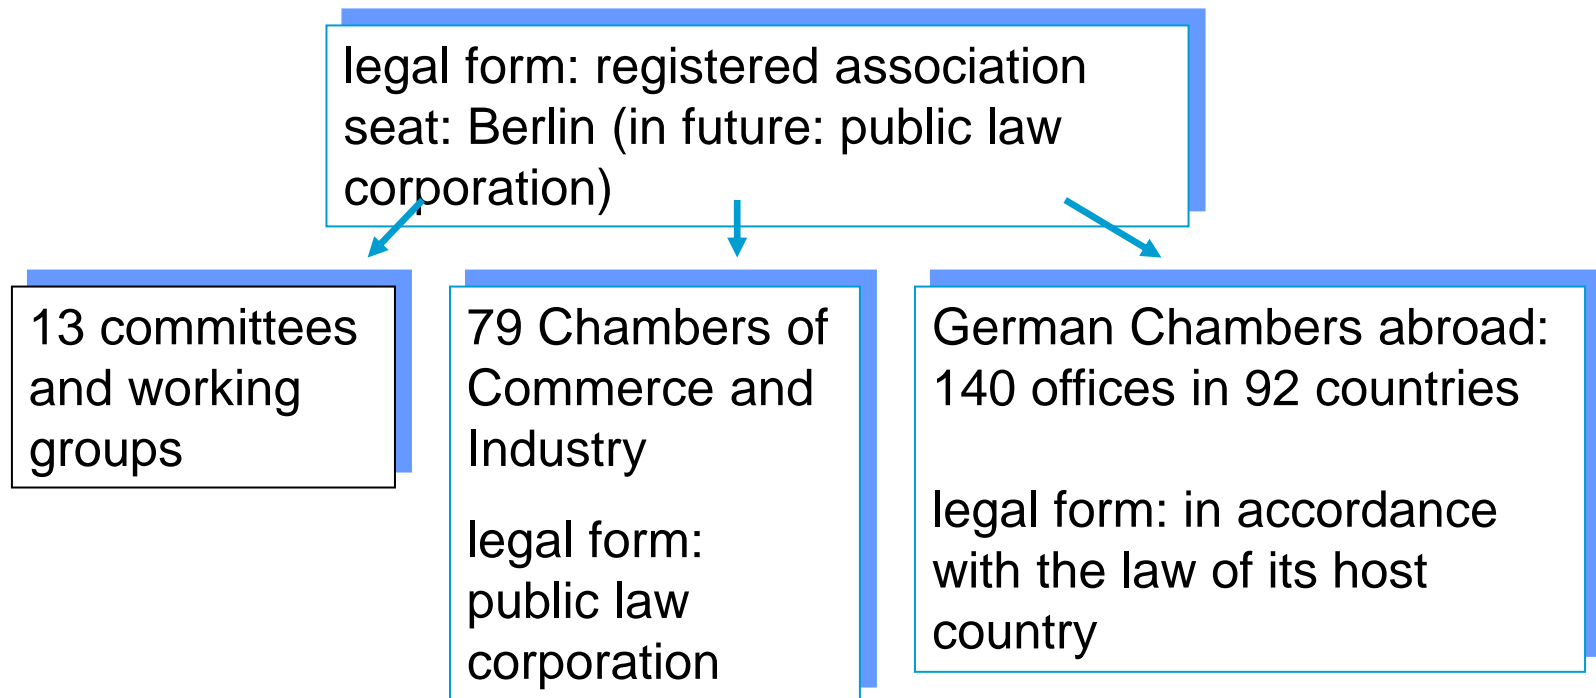 legal form: registered association
seat: Berlin (in future: public law
corporation)
13 committees
and working
groups
79 Chambers of
Commerce and
Industry
legal form:
public law
corporation
German Chambers abroad:
140 offices in 92 countries
legal form: in accordance
with the law of its host
country